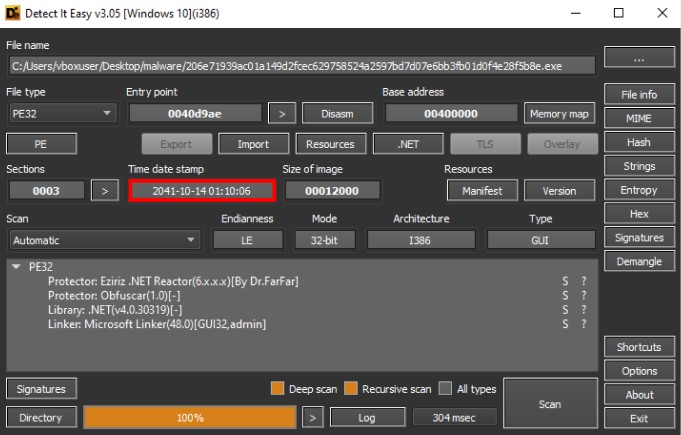 Detect It Easy v3.05 [Windows 10](i386)
File name
C:/Users/vboxuser/Desktop/malware/206e71939ac01a149d2fcec629758524a2597bd7d07e6bb3fb01d0f4e28f5b8e.exe
...
File type Entry point Base address
PE32 0040d9ae > Disasm 00400000 Memory map
File info
MIME
PE Export Import Resources .NET TLS Overlay
Hash
Sections Time date stamp Size of image Resources
Strings
0003 > 2041-10-14 01:10:06 00012000 Manifest Version
Entropy
Scan Endianness Mode Architecture Type
Hex
Automatic LE 32-bit I386 GUI
Signatures
Demangle
PE32
Protector: Eziriz .NET Reactor(6.x.x.x)[By Dr.FarFar] S ?
Protector: Obfuscar(1.0)[-] S ?
Library: .NET(v4.0.30319)[-] S ?
Linker: Microsoft Linker(48.0)[GUI32,admin] S ?
Shortcuts
Options
Signatures Deep scan Recursive scan All types Scan
About
Directory 100% > Log 304 msec
Exit